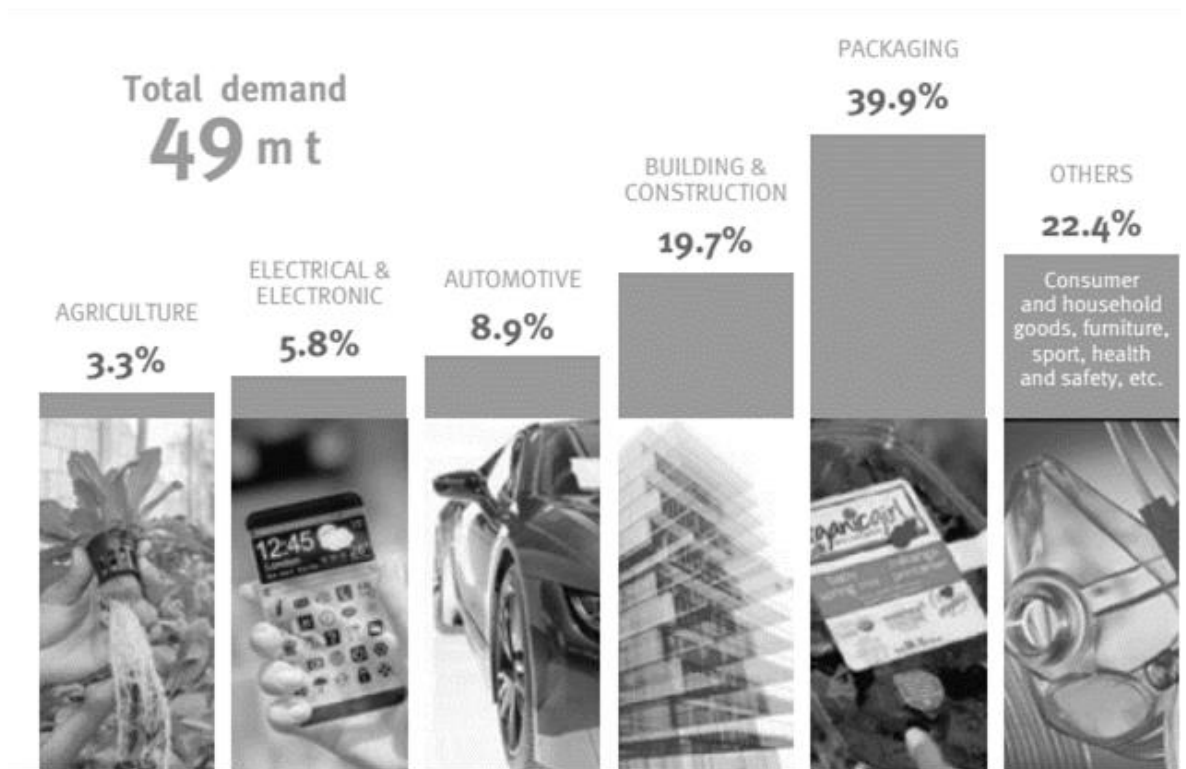 Total demand
49 m t
AGRICULTURE
3.3%
ELECTRICAL &
ELECTRONIC
5.8%
AUTOMOTIVE
8.9%
BUILDING &
CONSTRUCTION
19.7%
PACKAGING
39.9%
OTHERS
22.4%
Consumer
and household
goods, furniture,
sport, health
and safety, etc.
12:45